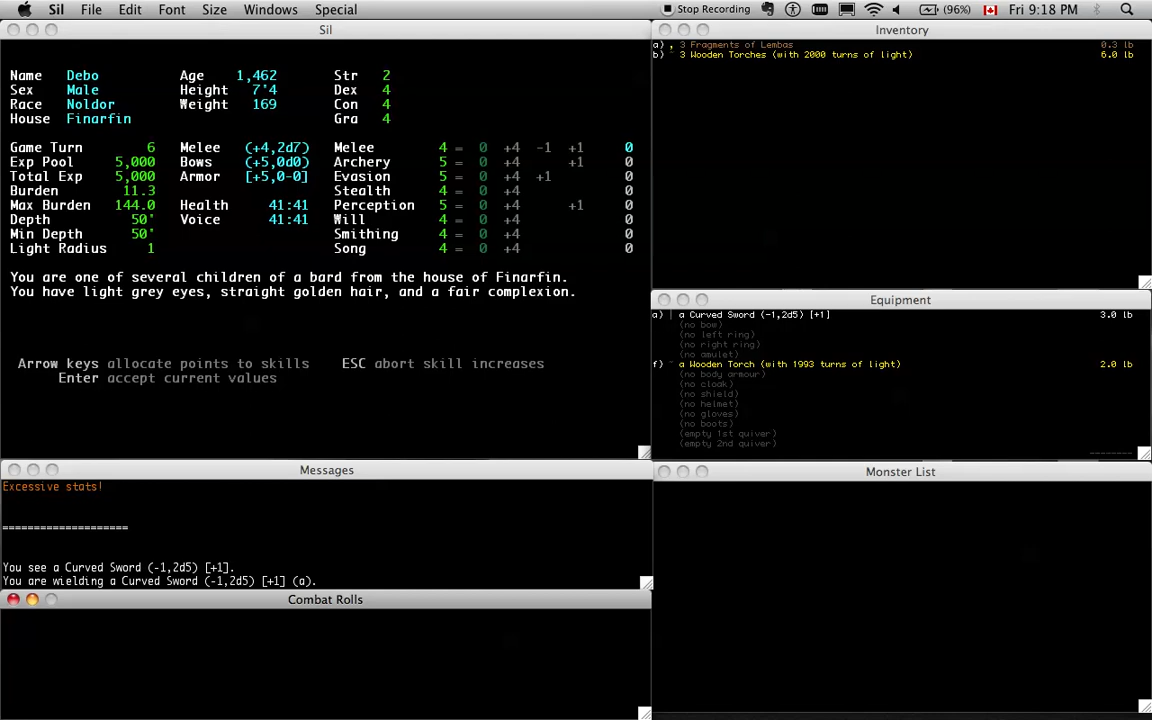 Sil File Edit Font Size Windows Special Stop Recording (96%) Fri 9:18 PM
Sil
Name Debo Age 1,462 Str 2
Sex Male Height 7'4 Dex 4
Race Noldor Weight 169 Con 4
House Finarfin Gra 4
Game Turn 6 Melee (+4,2d7) Melee 4 = 0 +4 -1 +1 0
Exp Pool 5,000 Bows (+5,0d0) Archery 5 = 0 +4 +1 0
Total Exp 5,000 Armor [+5,0-0] Evasion 5 = 0 +4 +1 0
Burden 11.3 Stealth 4 = 0 +4 0
Max Burden 144.0 Health 41:41 Perception 5 = 0 +4 +1 0
Depth 50' Voice 41:41 Will 4 = 0 +4 0
Min Depth 50' Smithing 4 = 0 +4 0
Light Radius 1 Song 4 = 0 +4 0
You are one of several children of a bard from the house of Finarfin.
You have light grey eyes, straight golden hair, and a fair complexion.
Arrow keys allocate points to skills ESC abort skill increases
Enter accept current values
Messages
Excessive stats!
====================
You see a Curved Sword (-1,2d5) [+1].
You are wielding a Curved Sword (-1,2d5) [+1] (a).
Combat Rolls
Inventory
a) , 3 Fragments of Lembas 0.3 lb
b) ~ 3 Wooden Torches (with 2000 turns of light) 6.0 lb
Equipment
a) | a Curved Sword (-1,2d5) [+1] 3.0 lb
(no bow)
(no left ring)
(no right ring)
(no amulet)
f) ~ a Wooden Torch (with 1993 turns of light) 2.0 lb
(no body armour)
(no cloak)
(no shield)
(no helmet)
(no gloves)
(no boots)
(empty 1st quiver)
(empty 2nd quiver)
--------
Monster List